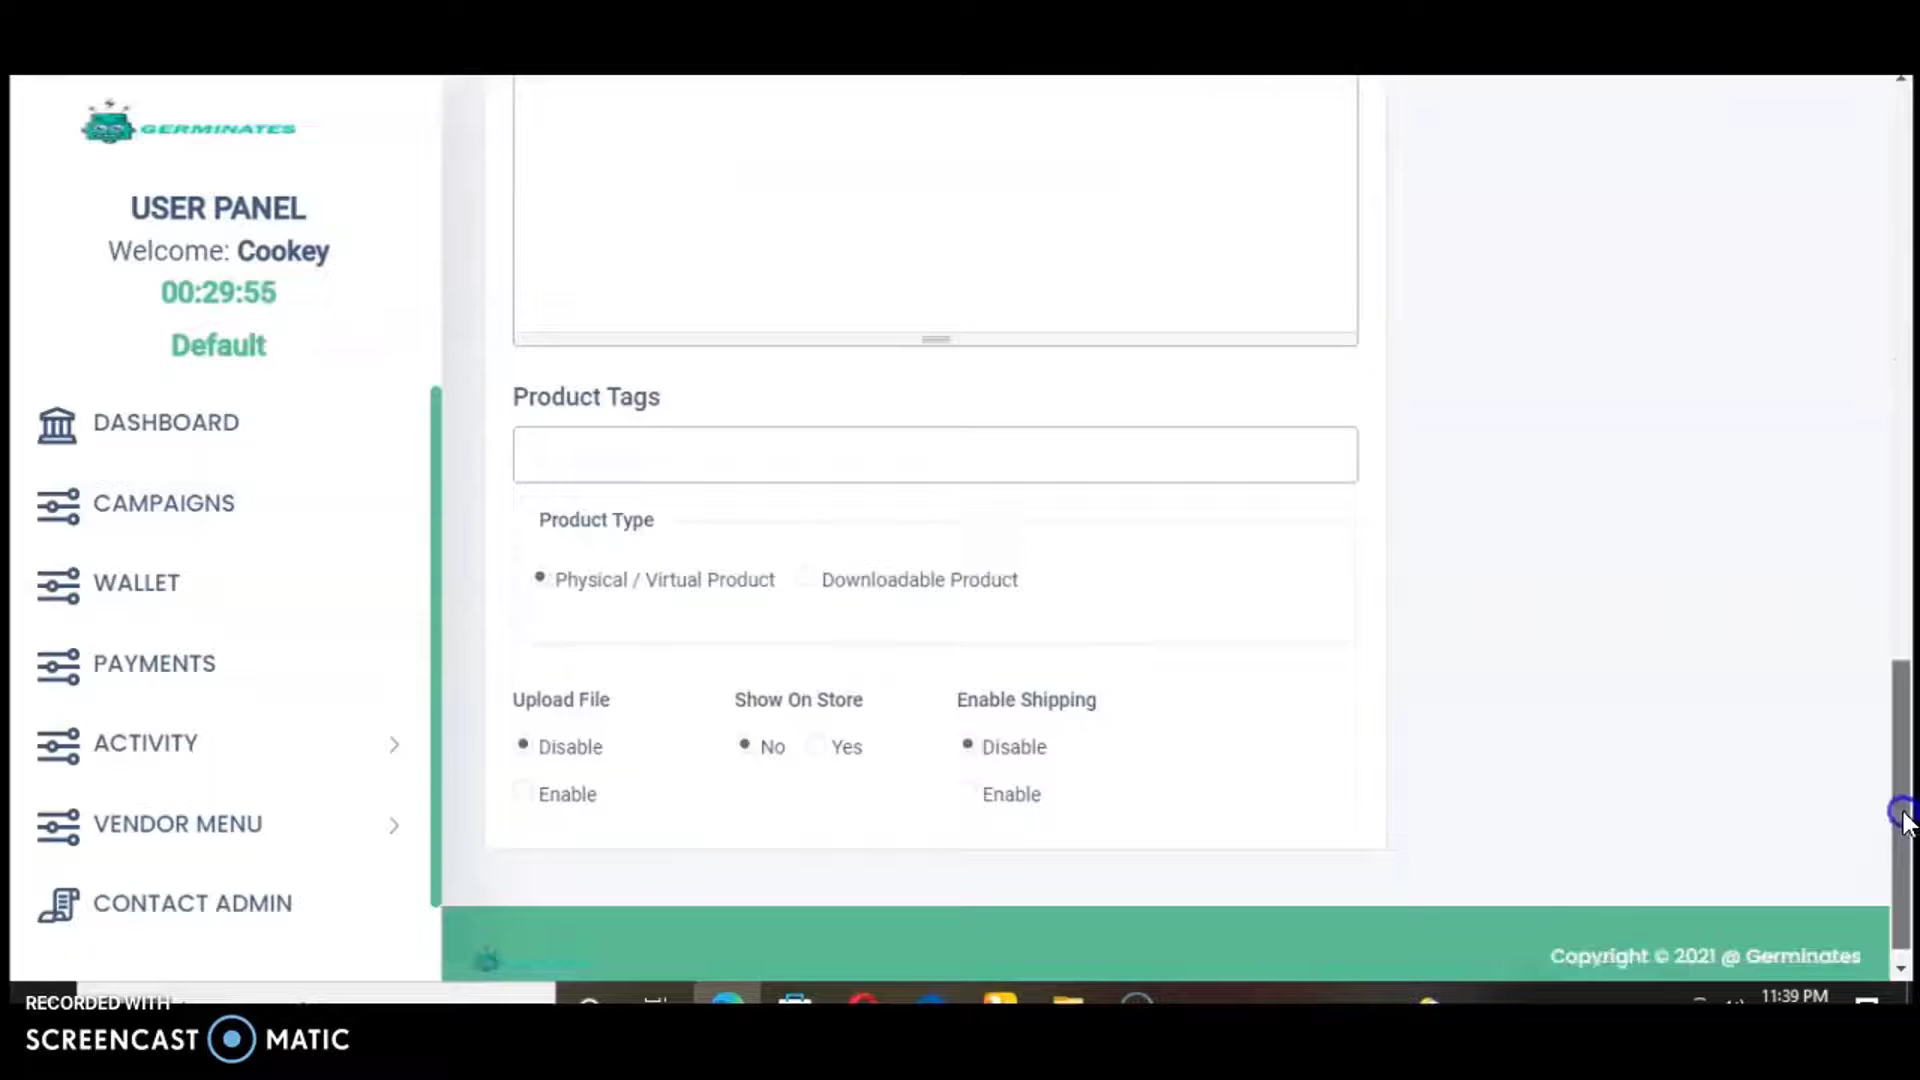 GERMINATES
USER PANEL
Welcome: Cookey
00:29:55
Default
DASHBOARD
CAMPAIGNS
WALLET
PAYMENTS
ACTIVITY
VENDOR MENU
CONTACT ADMIN
Product Tags
Product Type
Physical / Virtual Product Downloadable Product
Upload File Show On Store Enable Shipping
Disable No Yes Disable
Enable Enable
Copyright © 2021 @ Germinates
11:39 PM
RECORDED WITH
SCREENCAST MATIC